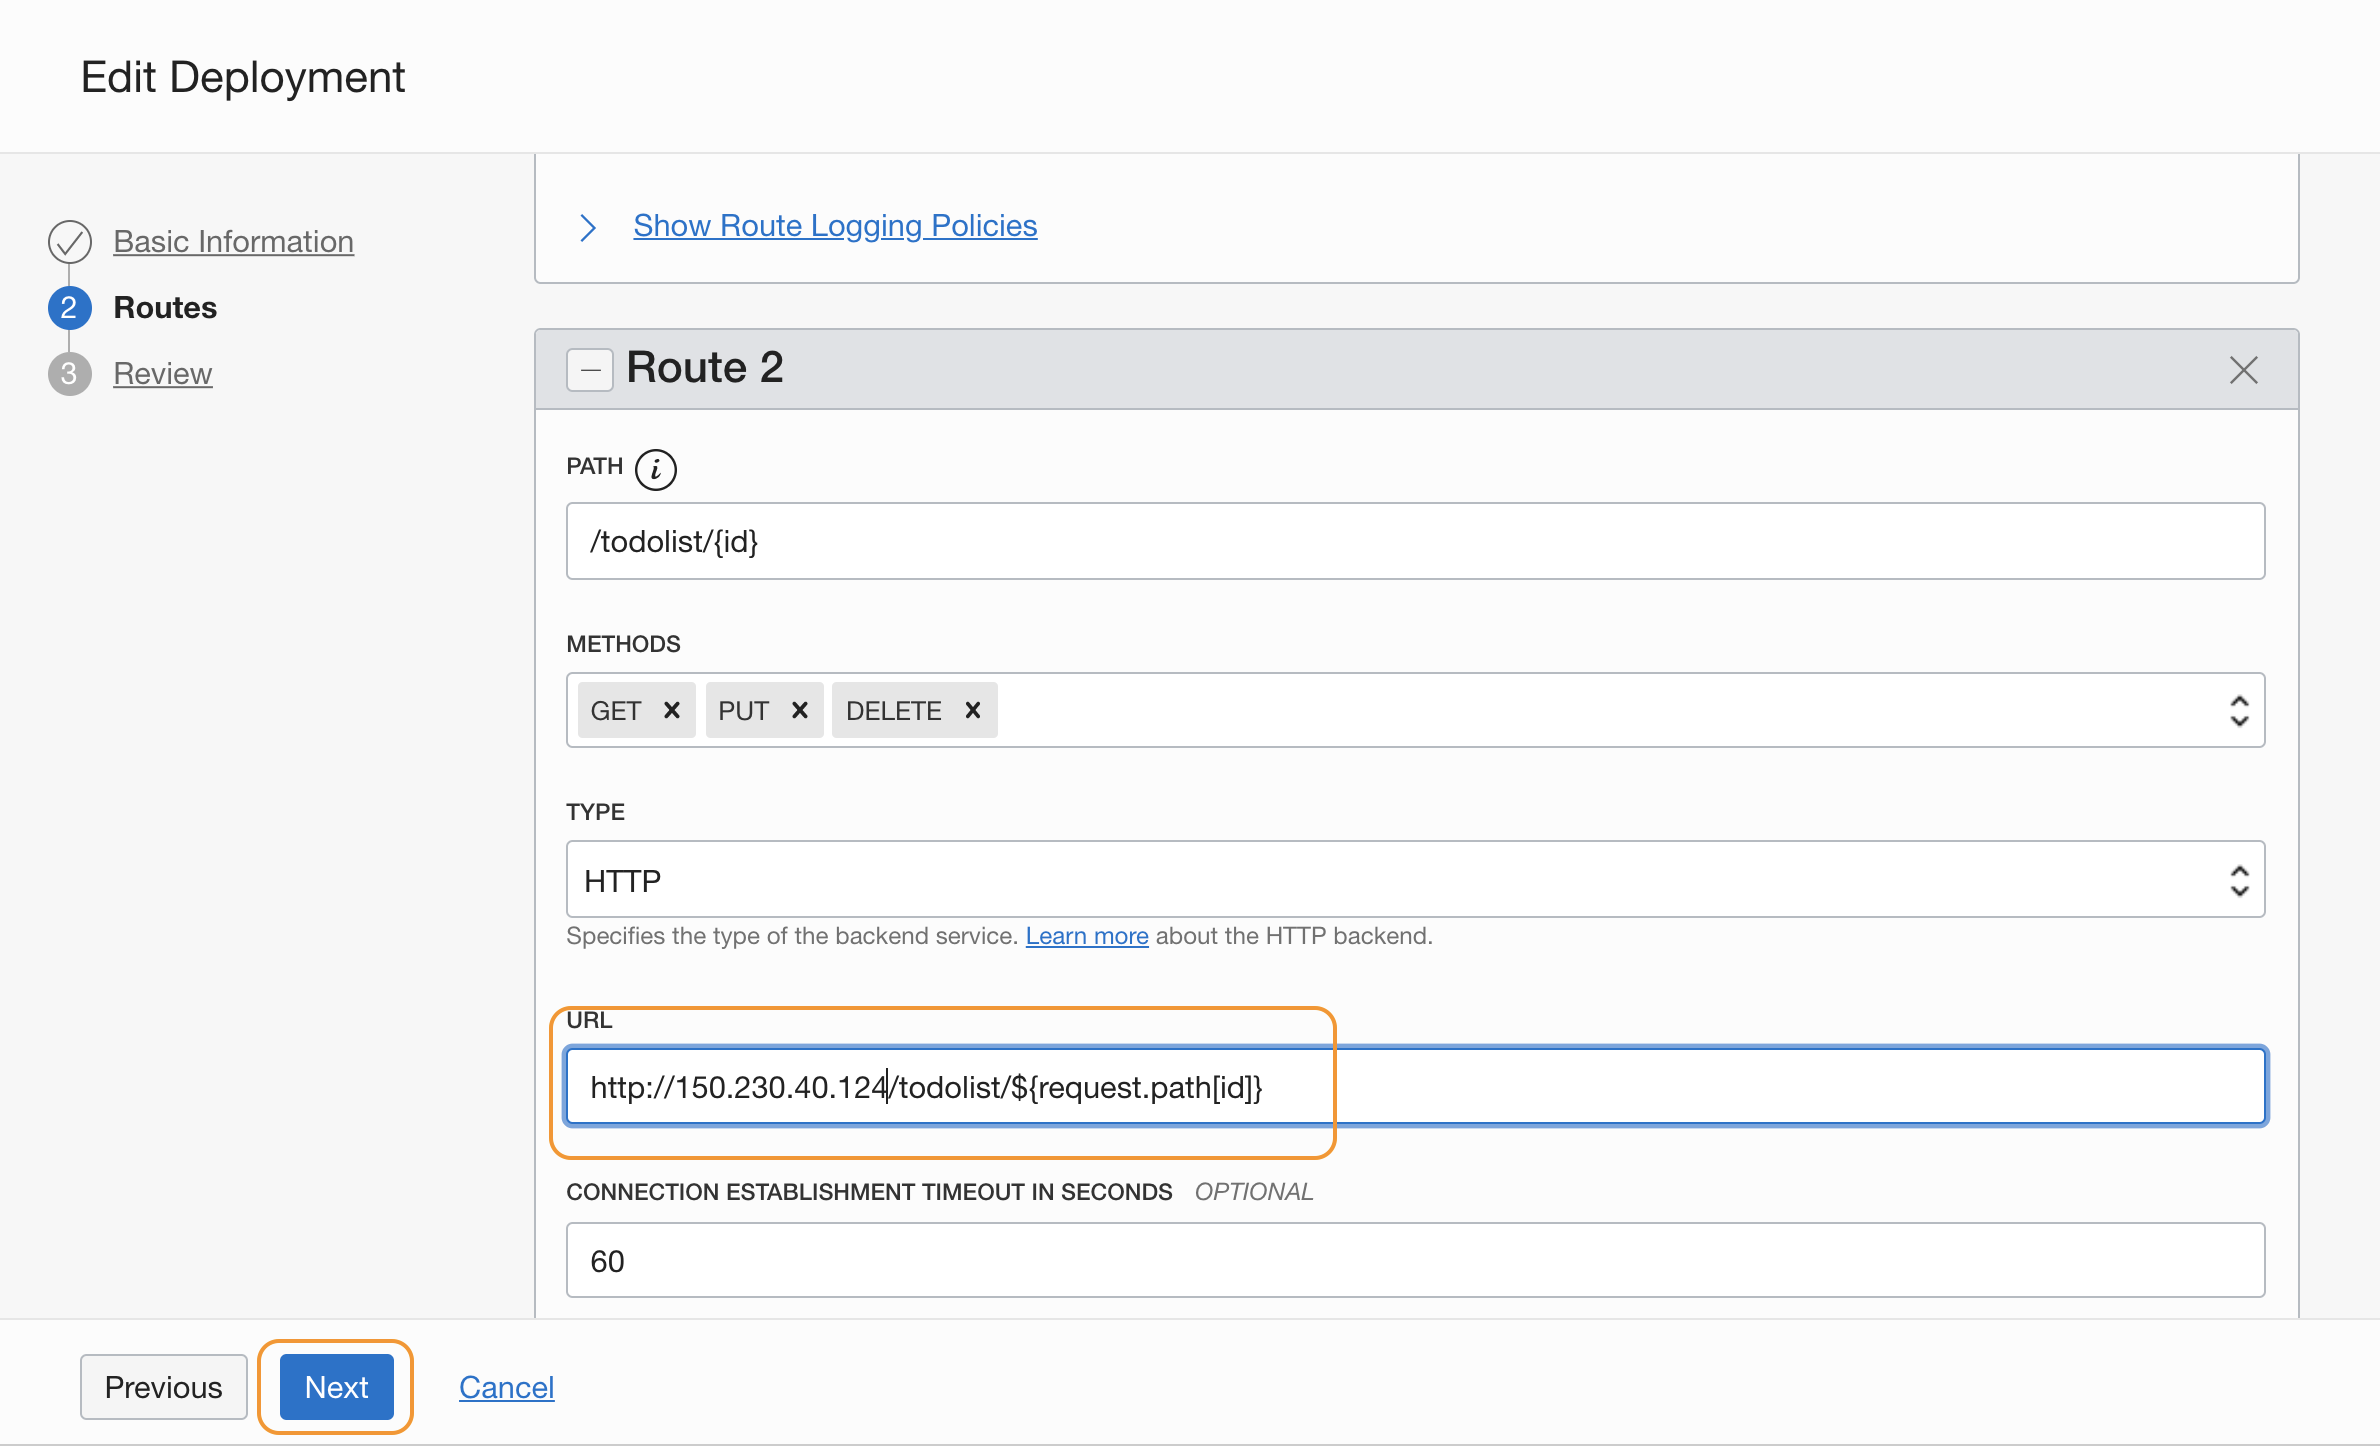 Edit Deployment
Basic Information
2 Routes
3 Review
Show Route Logging Policies
Route 2
PATH i
/todolist/{id}
METHODS
GET PUT DELETE
TYPE
HTTP
Specifies the type of the backend service. Learn more about the HTTP backend.
URL
http://150.230.40.124/todolist/${request.path[id]}
CONNECTION ESTABLISHMENT TIMEOUT IN SECONDS OPTIONAL
60
Previous Next Cancel